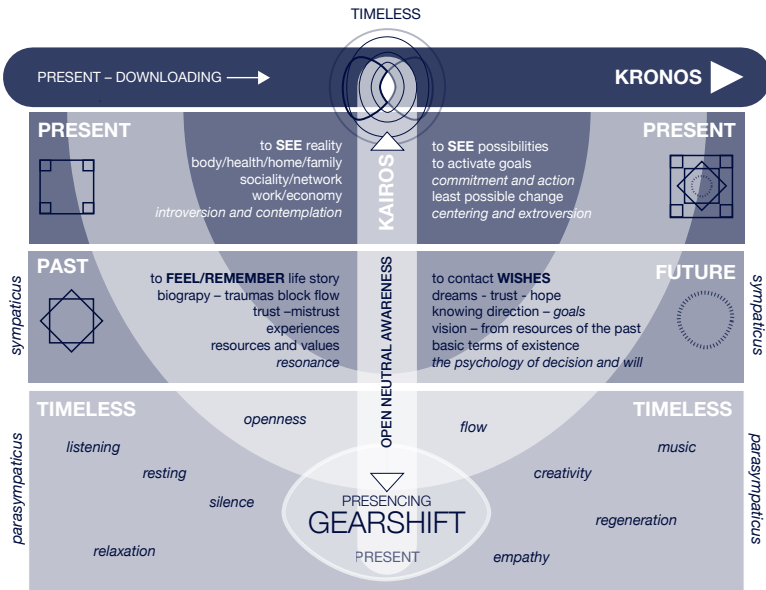 TIMELESS
PRESENT – DOWNLOADING
KRONOS
PRESENT
to SEE reality
body/health/home/family
sociality/network
work/economy
introversion and contemplation
KAIROS
PRESENT
to SEE possibilities
to activate goals
commitment and action
least possible change
centering and extroversion
sympaticus
PAST
to FEEL/REMEMBER life story
biograpy – traumas block flow
trust –mistrust
experiences
resources and values
resonance
OPEN NEUTRAL AWARENESS
FUTURE
to contact WISHES
dreams - trust - hope
knowing direction – goals
vision – from resources of the past
basic terms of existence
the psychology of decision and will
sympaticus
parasympaticus
TIMELESS
openness
listening
resting
silence
relaxation
PRESENCING
GEARSHIFT
PRESENT
TIMELESS
flow
music
creativity
regeneration
empathy
parasympaticus